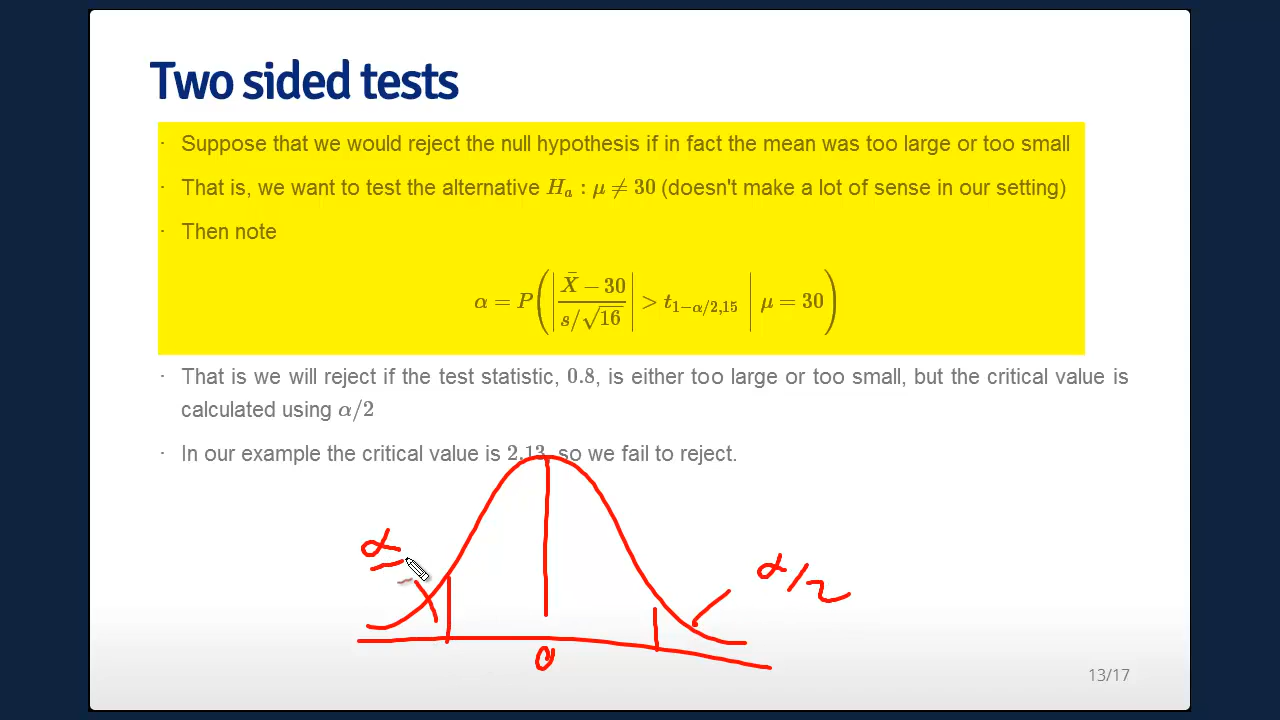 Two sided tests
· Suppose that we would reject the null hypothesis if in fact the mean was too large or too small
· That is, we want to test the alternative Hₐ : μ ≠ 30 (doesn't make a lot of sense in our setting)
· Then note
α = P(|(X̄ − 30)/(s/√16)| > t₁₋α/₂,₁₅ | μ = 30)
· That is we will reject if the test statistic, 0.8, is either too large or too small, but the critical value is
calculated using α/2
· In our example the critical value is 2.13, so we fail to reject.
α
α/2
0
13/17